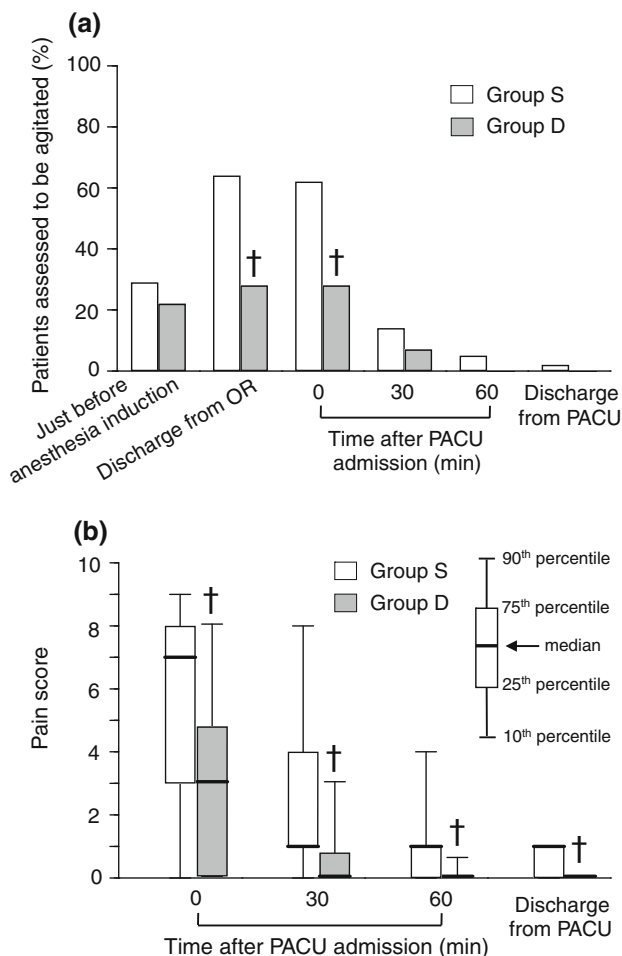 (a)
Patients assessed to be agitated (%)
100
80
60
40
20
0
Group S
Group D
†
†
Just before
anesthesia induction
Discharge from OR
0
30
60
Discharge
from PACU
Time after PACU
admission (min)
(b)
Pain score
10
8
6
4
2
0
Group S
Group D
†
†
†
†
90th percentile
75th percentile
median
25th percentile
10th percentile
0
30
60
Discharge
from PACU
Time after PACU admission (min)